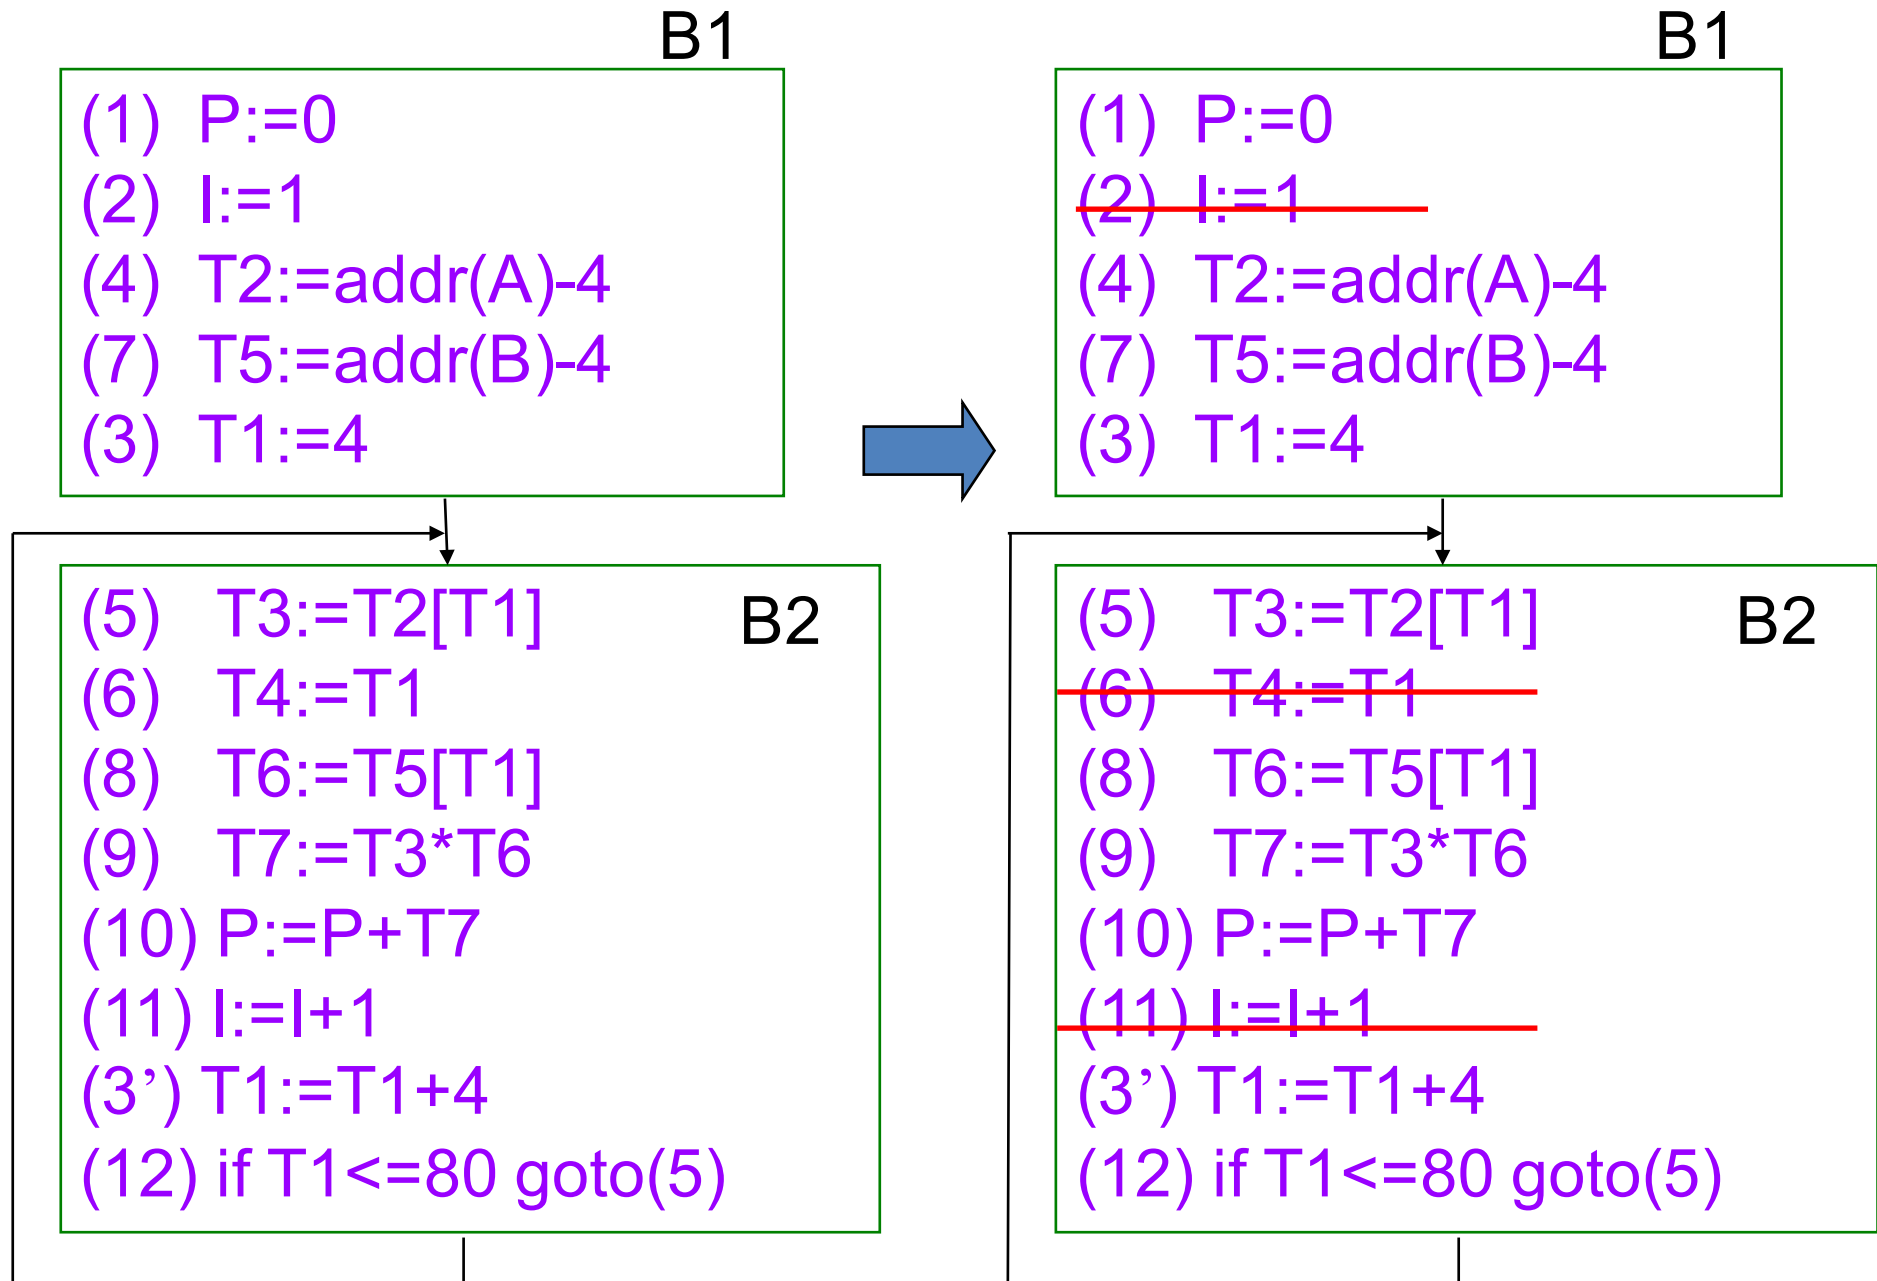 B1
(1) P:=0
(2) I:=1
(4) T2:=addr(A)-4
(7) T5:=addr(B)-4
(3) T1:=4
B2
(5) T3:=T2[T1]
(6) T4:=T1
(8) T6:=T5[T1]
(9) T7:=T3*T6
(10) P:=P+T7
(11) I:=I+1
(3’) T1:=T1+4
(12) if T1<=80 goto(5)
B1
(1) P:=0
(2) I:=1
(4) T2:=addr(A)-4
(7) T5:=addr(B)-4
(3) T1:=4
B2
(5) T3:=T2[T1]
(6) T4:=T1
(8) T6:=T5[T1]
(9) T7:=T3*T6
(10) P:=P+T7
(11) I:=I+1
(3’) T1:=T1+4
(12) if T1<=80 goto(5)